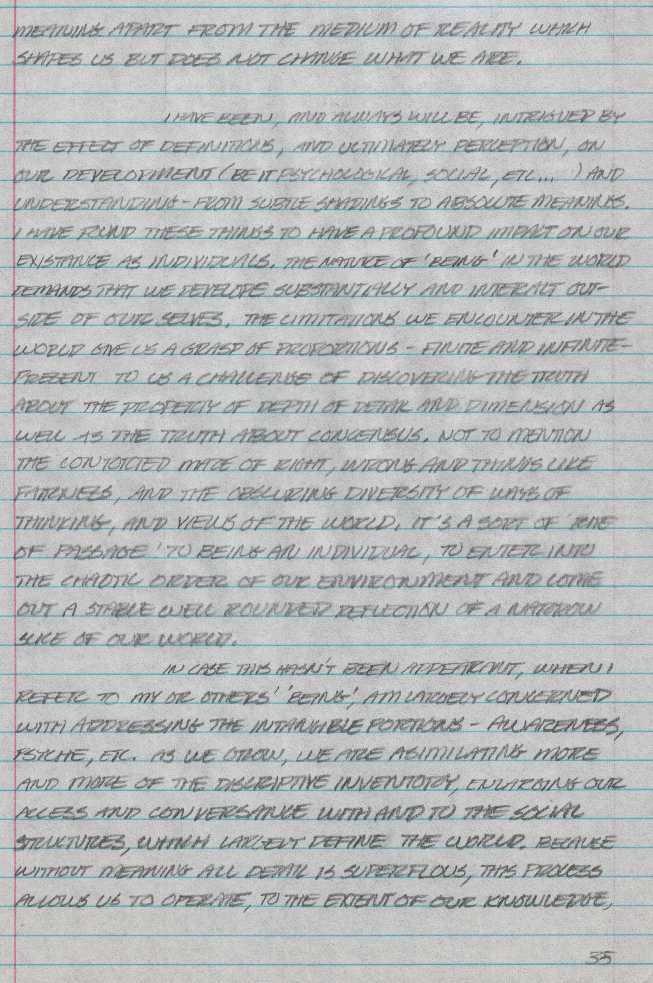 MEANING APART FROM THE MEDIUM OF REALITY WHICH
SHAPES US BUT DOES NOT CHANGE WHAT WE ARE.
I HAVE BEEN, AND ALWAYS WILL BE, INTRIGUED BY
THE EFFECT OF DEFINITIONS, AND ULTIMATELY PERCEPTION, ON
OUR DEVELOPMENT (BE IT PSYCHOLOGICAL, SOCIAL, ETC... ) AND
UNDERSTANDING - FROM SUBTLE SHADINGS TO ABSOLUTE MEANINGS.
I HAVE FOUND THESE THINGS TO HAVE A PROFOUND IMPACT ON OUR
EXISTANCE AS INDIVIDUALS. THE NATURE OF 'BEING' IN THE WORLD
DEMANDS THAT WE DEVELOPE SUBSTANTIALLY AND INTERACT OUT-
SIDE OF OUR SELVES. THE LIMITATIONS WE ENCOUNTER IN THE
WORLD GIVE US A GRASP OF PROPORTIONS - FINITE AND INFINITE -
PRESENT TO US A CHALLENGE OF DISCOVERING THE TRUTH
ABOUT THE PROPERTY OF DEPTH OF DETAIL AND DIMENSION AS
WELL AS THE TRUTH ABOUT CONCENSUS. NOT TO MENTION
THE CONTORTED MAZE OF RIGHT, WRONG AND THINGS LIKE
FAIRNESS, AND THE OBSCURING DIVERSITY OF WAYS OF
THINKING, AND VIEWS OF THE WORLD. IT'S A SORT OF 'RITE
OF PASSAGE' TO BEING AN INDIVIDUAL, TO ENTER INTO
THE CHAOTIC ORDER OF OUR ENVIRONMENT AND COME
OUT A STABLE WELL ROUNDED REFLECTION OF A NARROW
SLICE OF OUR WORLD.
IN CASE THIS HASN'T BEEN APPEARANT, WHEN I
REFER TO MY OR OTHERS' 'BEING', I AM LARGELY CONCERNED
WITH ADDRESSING THE INTANGIBLE PORTIONS - AWARENESS,
PSYCHE, ETC. AS WE GROW, WE ARE ASIMILATING MORE
AND MORE OF THE DISCRIPTIVE INVENTORY, ENLARGING OUR
ACCESS AND CONVERSANCE WITH AND TO THE SOCIAL
STRUCTURES, WHICH LARGELY DEFINE THE WORLD. BECAUSE
WITHOUT MEANING ALL DETAIL IS SUPERFLOUS, THIS PROCESS
ALLOWS US TO OPERATE, TO THE EXTENT OF OUR KNOWLEDGE,
35